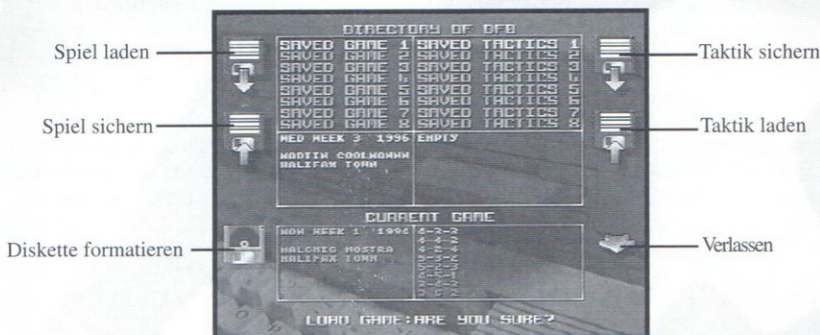 DIRECTORY OF DF0
Spiel laden
Taktik sichern
SAVED GAME 1 SAVED TACTICS 1
SAVED GAME 2 SAVED TACTICS 2
SAVED GAME 3 SAVED TACTICS 3
SAVED GAME 4 SAVED TACTICS 4
SAVED GAME 5 SAVED TACTICS 5
SAVED GAME 6 SAVED TACTICS 6
SAVED GAME 7 SAVED TACTICS 7
SAVED GAME 8 SAVED TACTICS 8
Spiel sichern
Taktik laden
WED WEEK 3 1996 EMPTY
MARTIN
HALIFAX TOWN
CURRENT GAME
MON WEEK 1 1996
4-4-2
4-2-4
5-3-2
HALIFAX TOWN
Diskette formatieren
Verlassen
LOAD GAME:ARE YOU SURE?